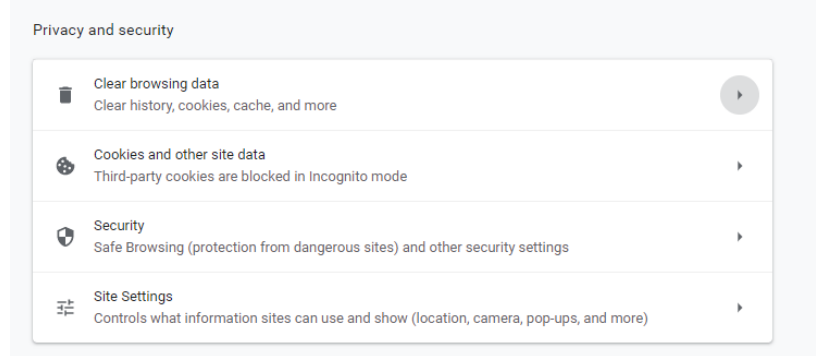 Privacy and security
Clear browsing data
Clear history, cookies, cache, and more
Cookies and other site data
Third-party cookies are blocked in Incognito mode
Security
Safe Browsing (protection from dangerous sites) and other security settings
Site Settings
Controls what information sites can use and show (location, camera, pop-ups, and more)